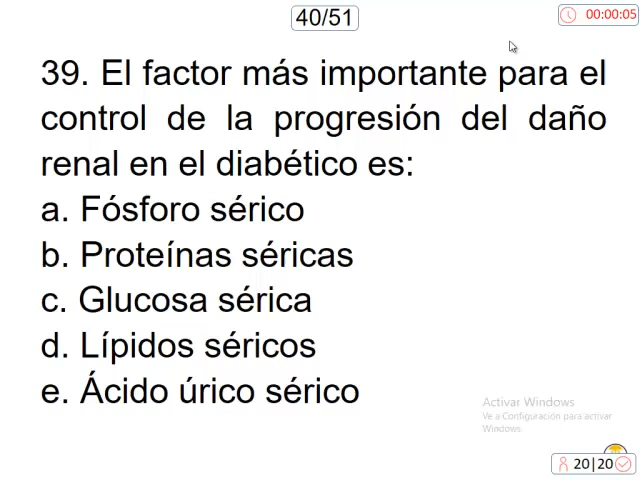 40/51
00:00:05
39. El factor más importante para el
control de la progresión del daño
renal en el diabético es:
a. Fósforo sérico
b. Proteínas séricas
c. Glucosa sérica
d. Lípidos séricos
e. Ácido úrico sérico
Activar Windows
Ve a Configuración para activar
Windows.
20|20